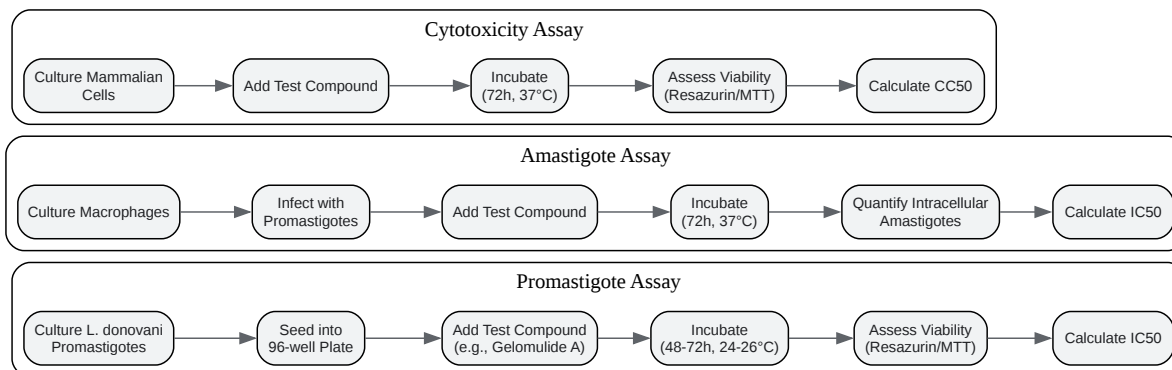 Cytotoxicity Assay
Culture Mammalian
Cells
Add Test Compound
Incubate
(72h, 37°C)
Assess Viability
(Resazurin/MTT)
Calculate CC50
Amastigote Assay
Culture Macrophages
Infect with
Promastigotes
Add Test Compound
Incubate
(72h, 37°C)
Quantify Intracellular
Amastigotes
Calculate IC50
Promastigote Assay
Culture L. donovani
Promastigotes
Seed into
96-well Plate
Add Test Compound
(e.g., Gelomulide A)
Incubate
(48-72h, 24-26°C)
Assess Viability
(Resazurin/MTT)
Calculate IC50